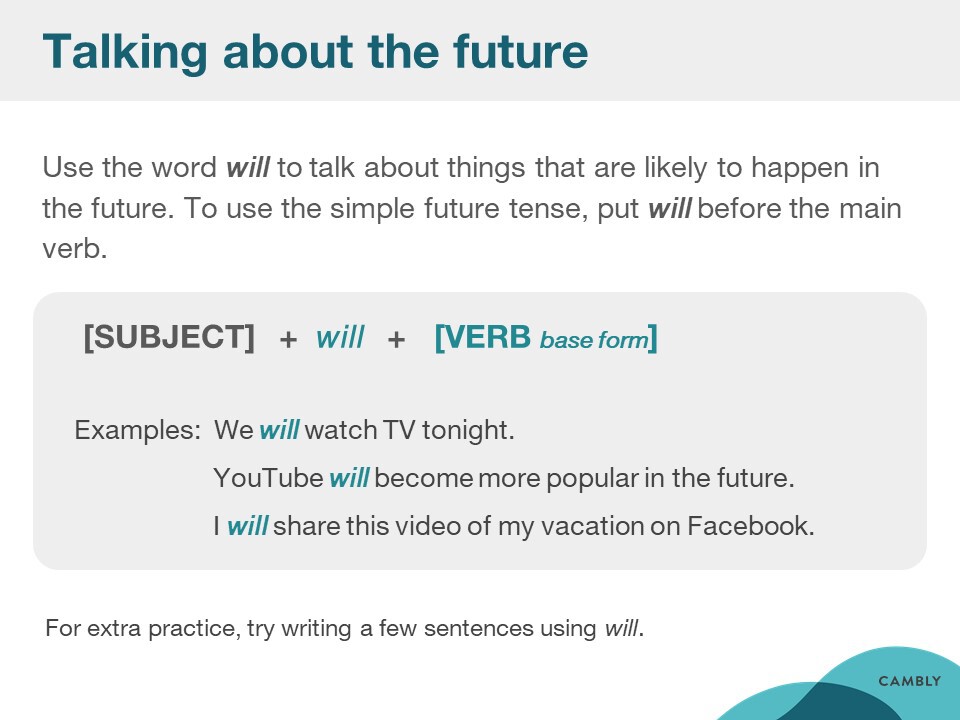 Talking about the future
Use the word will to talk about things that are likely to happen in
the future. To use the simple future tense, put will before the main
verb.
[SUBJECT] + will + [VERB base form]
Examples: We will watch TV tonight.
YouTube will become more popular in the future.
I will share this video of my vacation on Facebook.
For extra practice, try writing a few sentences using will.
CAMBLY